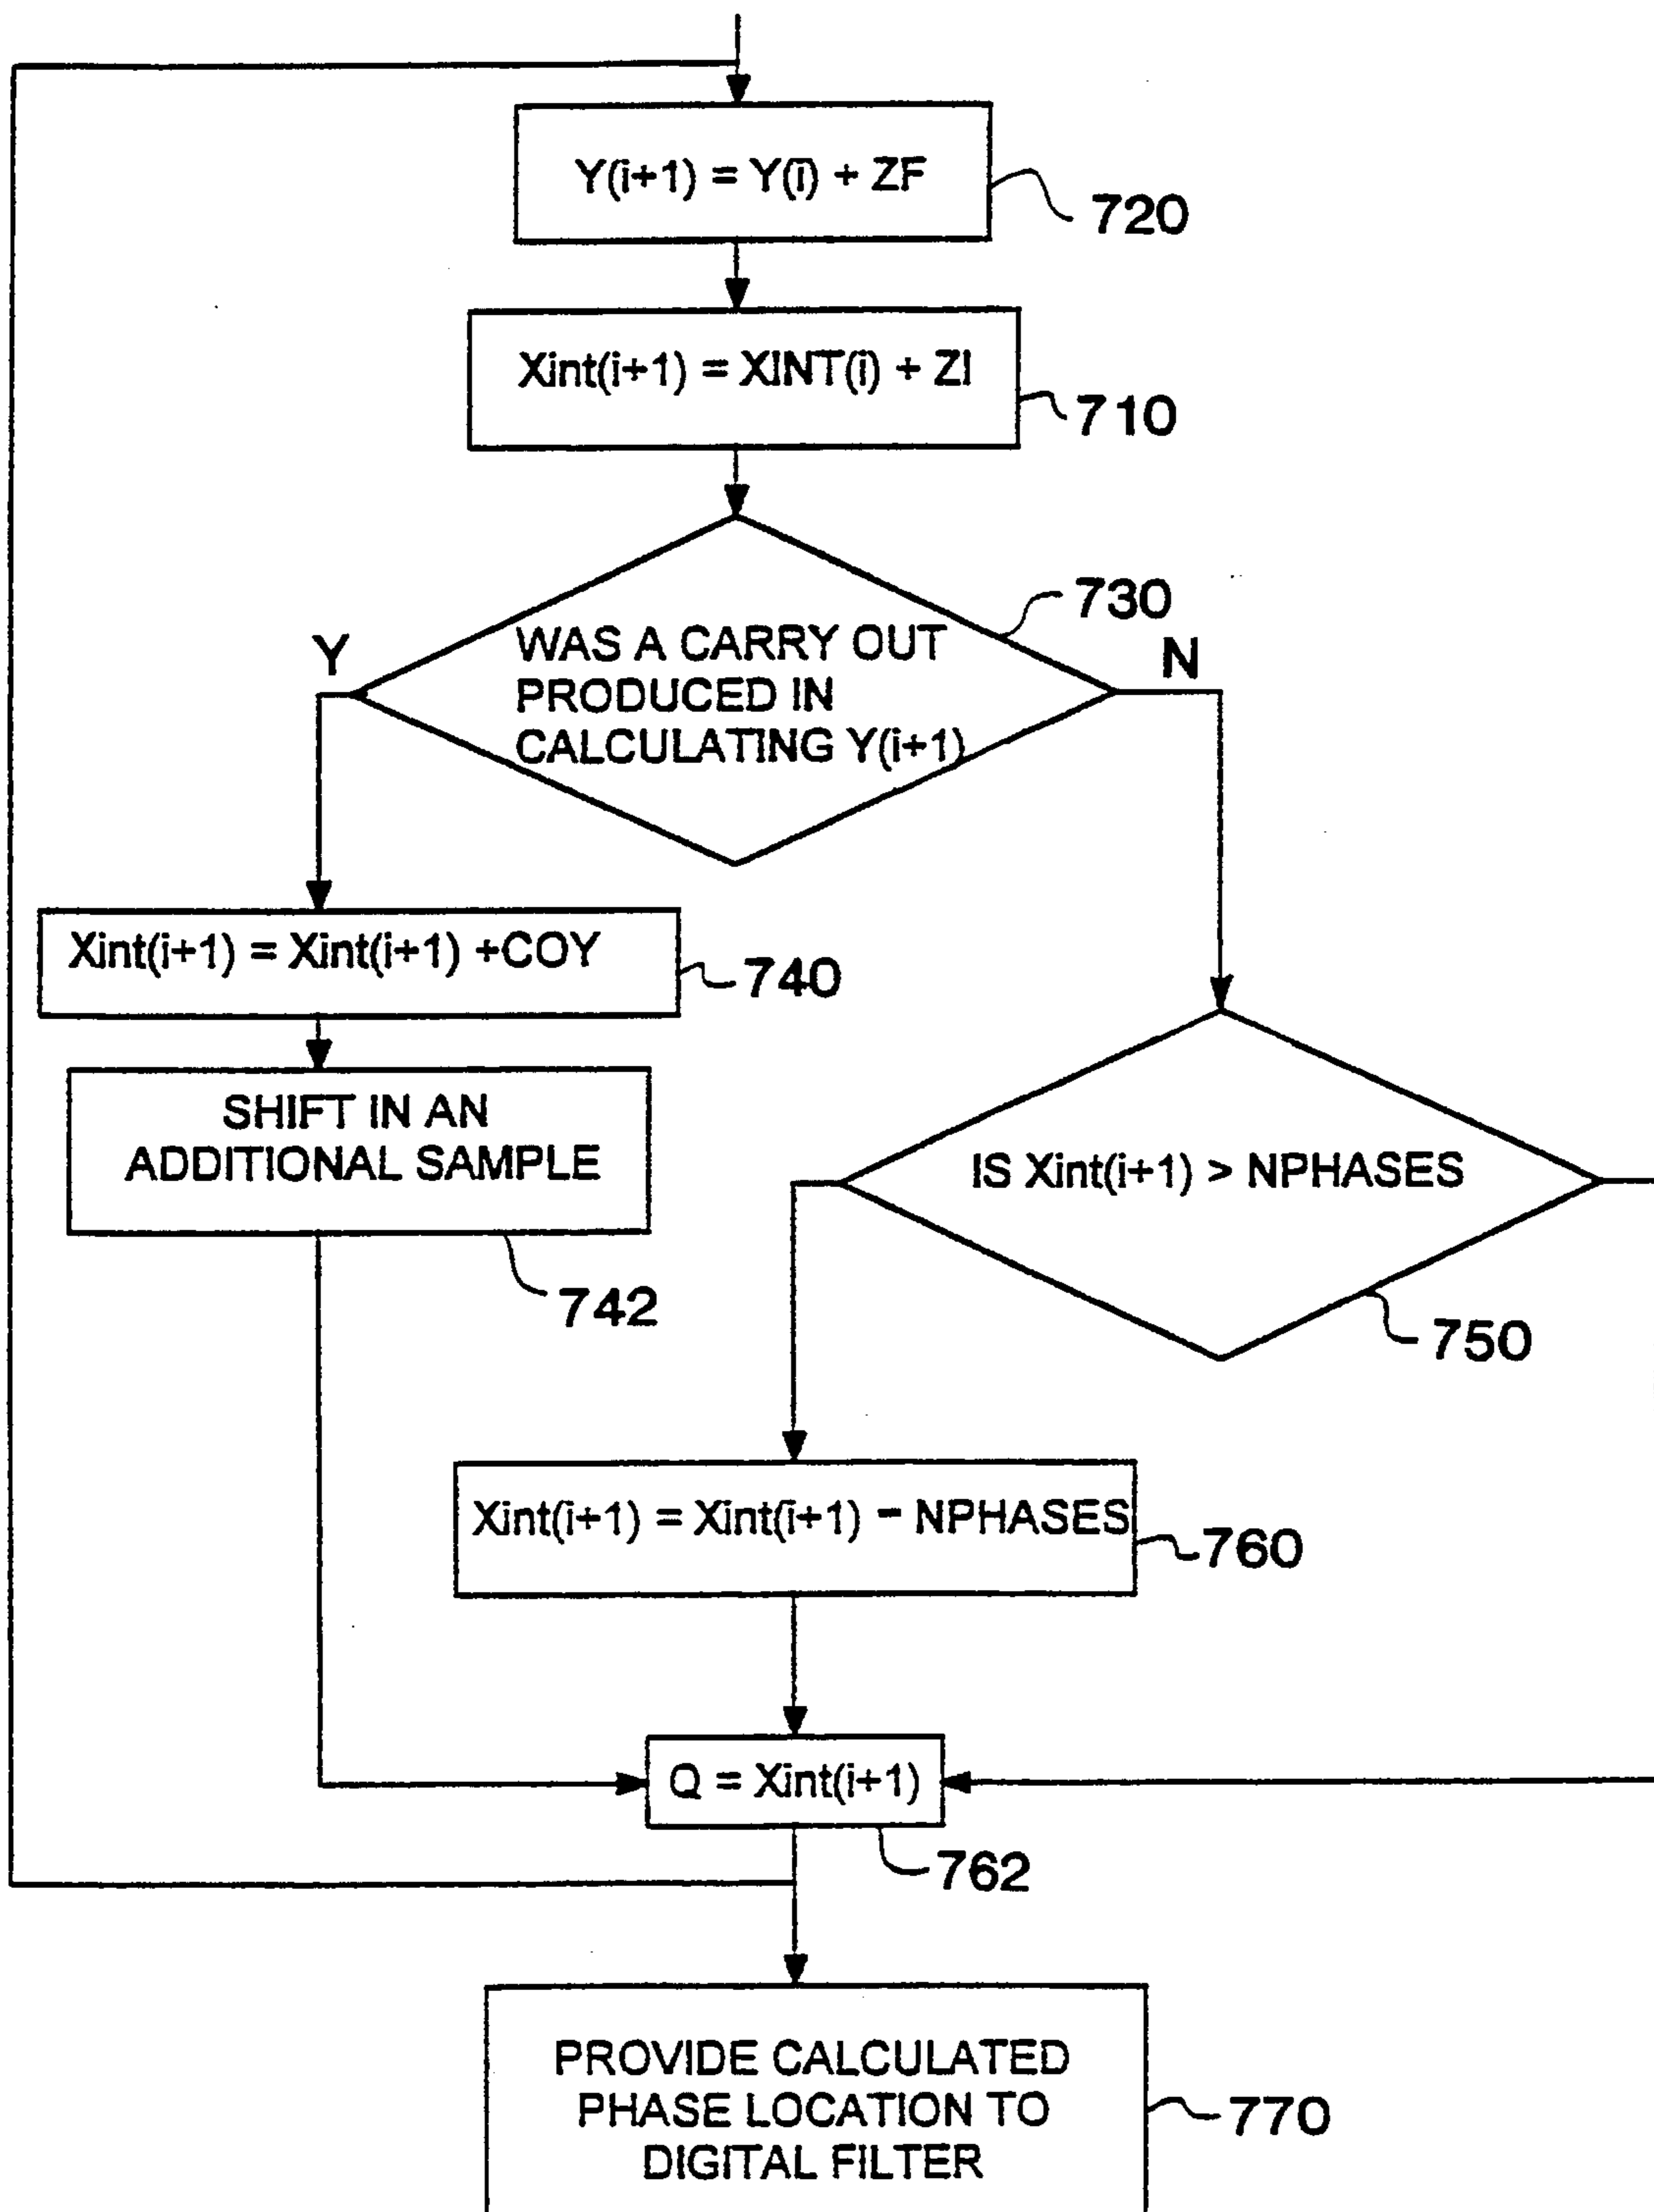 Y(i+1) = Y(i) + ZF
720
Xint(i+1) = XINT(i) + ZI
710
730
Y
WAS A CARRY OUT
PRODUCED IN
CALCULATING Y(i+1)
N
Xint(i+1) = Xint(i+1) +COY
740
SHIFT IN AN
ADDITIONAL SAMPLE
742
IS Xint(i+1) > NPHASES
750
Xint(i+1) = Xint(i+1) - NPHASES
760
Q = Xint(i+1)
762
PROVIDE CALCULATED
PHASE LOCATION TO
DIGITAL FILTER
770